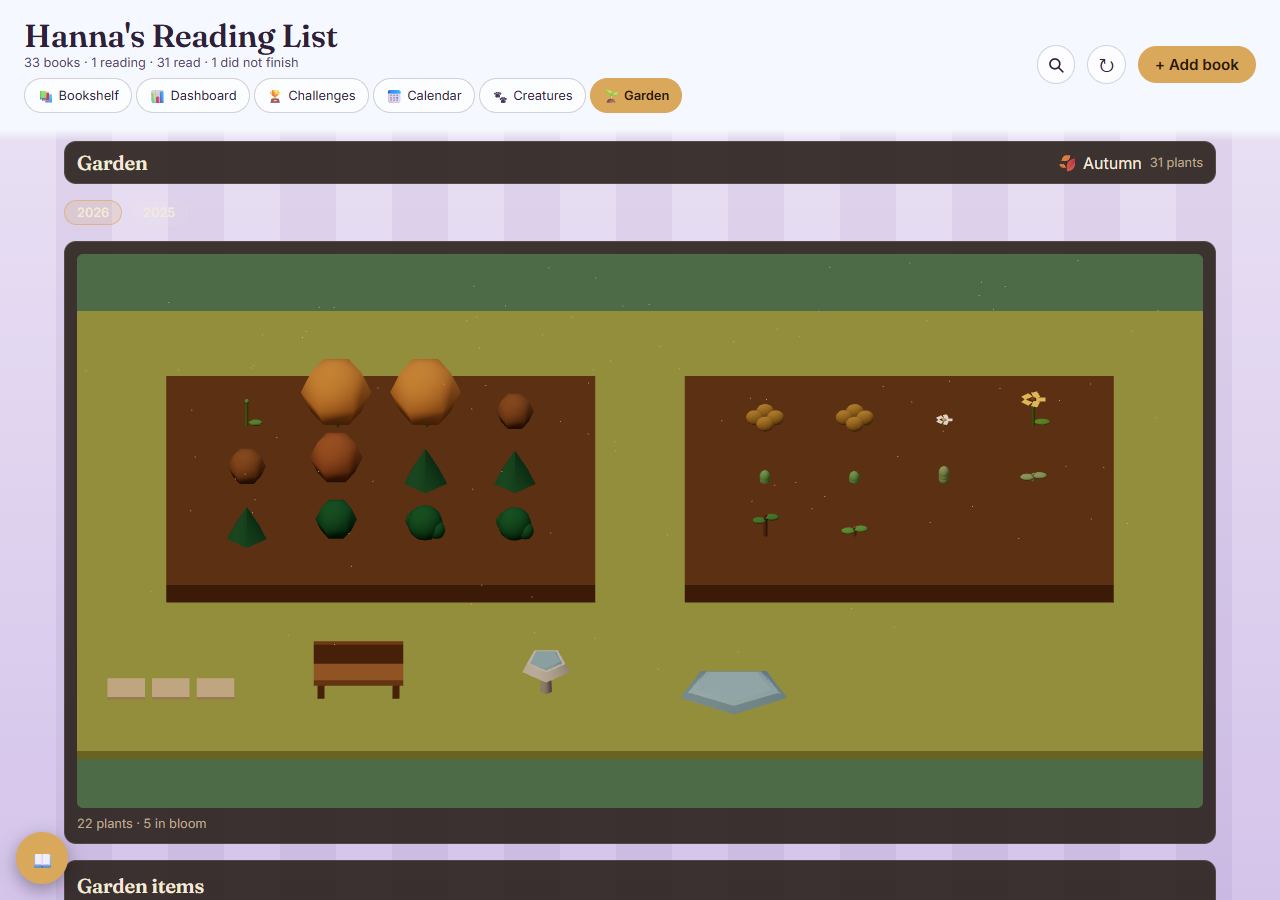 Hanna's Reading List
33 books · 1 reading · 31 read · 1 did not finish
Bookshelf Dashboard Challenges Calendar Creatures Garden
+ Add book
Garden
Autumn 31 plants
2026 2025
22 plants · 5 in bloom
Garden items